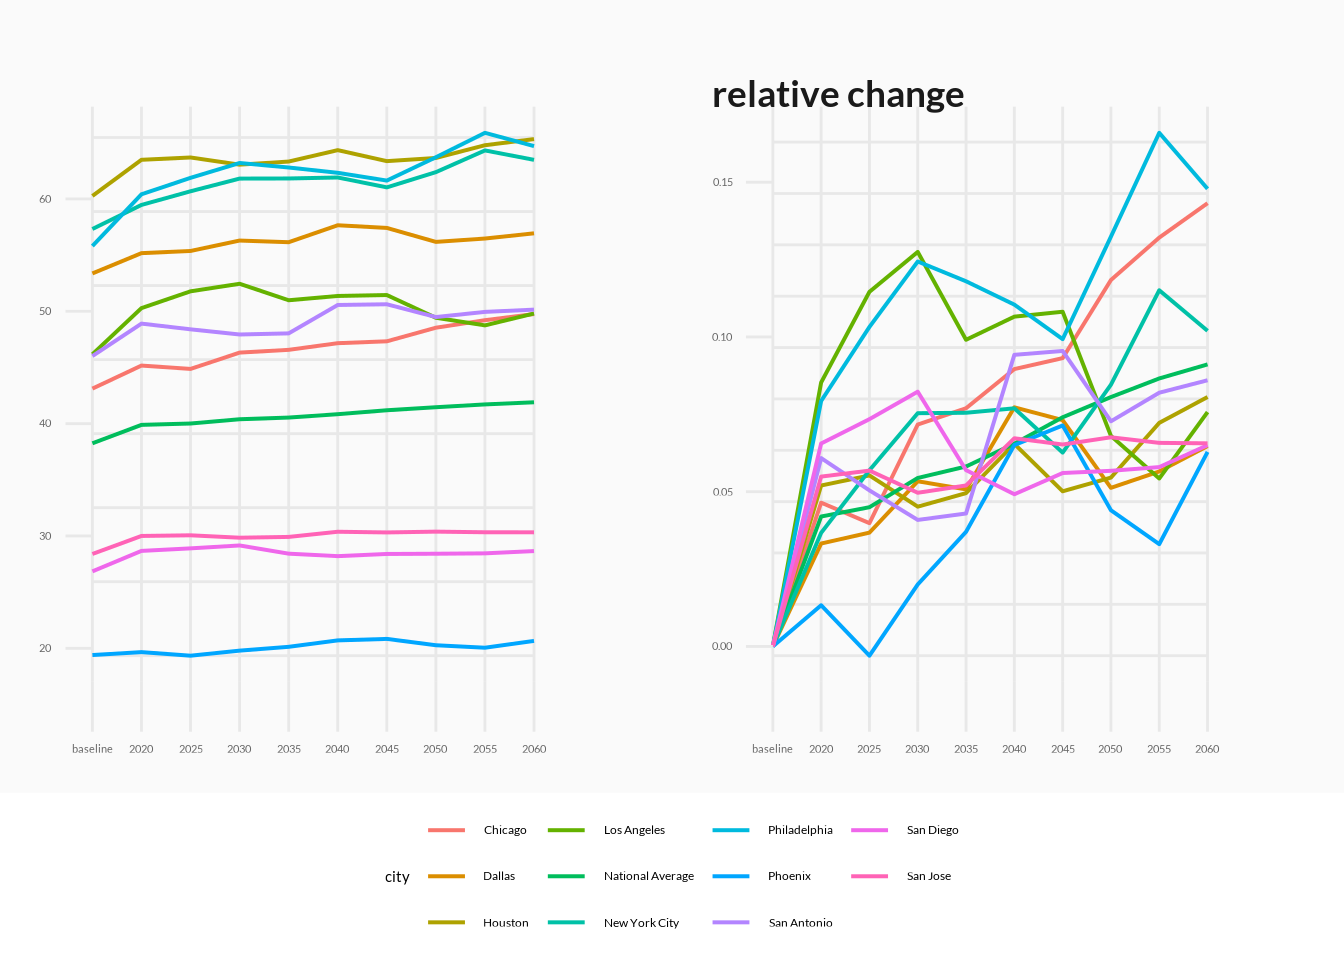 relative change
60
50
40
30
20
baseline 2020 2025 2030 2035 2040 2045 2050 2055 2060
0.15
0.10
0.05
0.00
baseline 2020 2025 2030 2035 2040 2045 2050 2055 2060
city
Chicago Los Angeles Philadelphia San Diego
Dallas National Average Phoenix San Jose
Houston New York City San Antonio